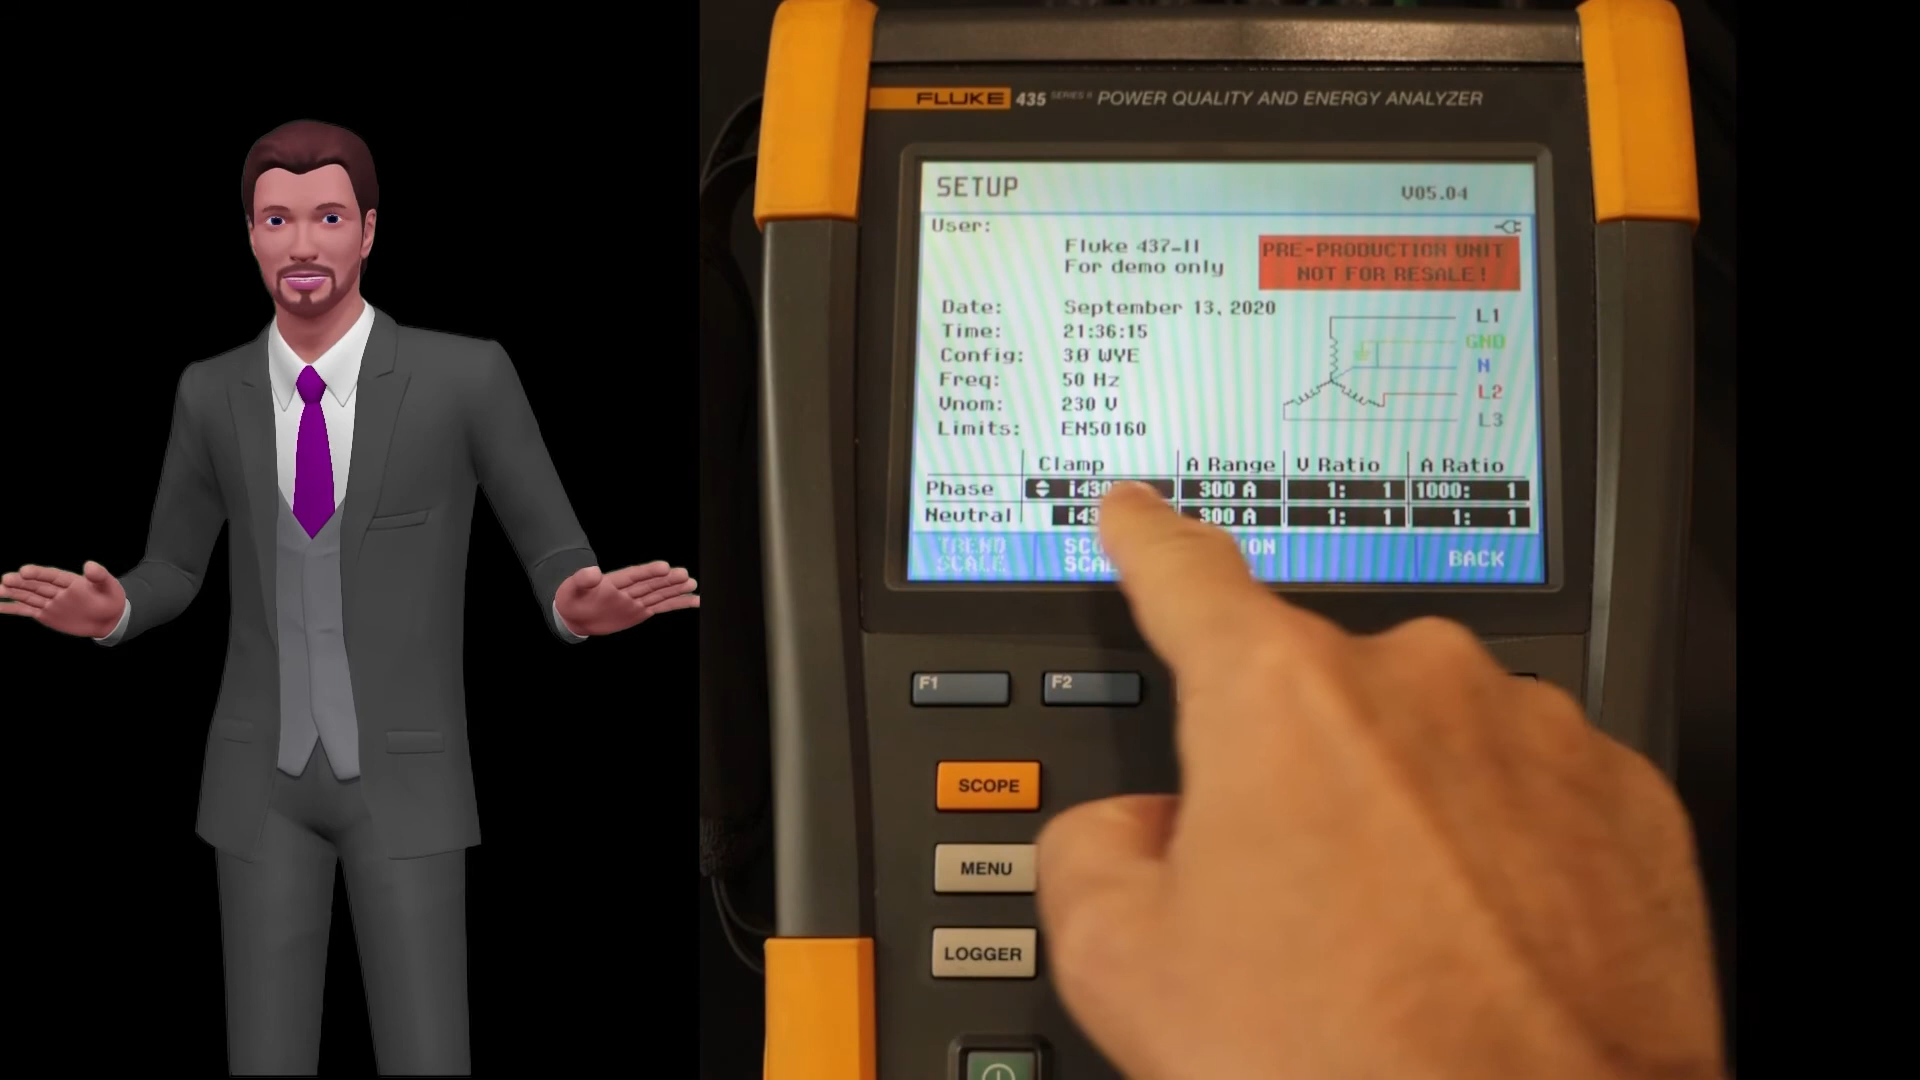 FLUKE 435 SERIES II POWER QUALITY AND ENERGY ANALYZER
SETUP
V05.04
User:
Fluke 437-II
For demo only
PRE-PRODUCTION UNIT
NOT FOR RESALE!
Date: September 13, 2020
Time: 21:36:15
Config: 3Ø WYE
Freq: 50 Hz
Vnom: 230 V
Limits: EN50160
L1
GND
N
L2
L3
Clamp A Range V Ratio A Ratio
Phase 300 A 1: 1 1000: 1
Neutral 300 A 1: 1 1: 1
TREND
SCALE
BACK
F1 F2
SCOPE
MENU
LOGGER